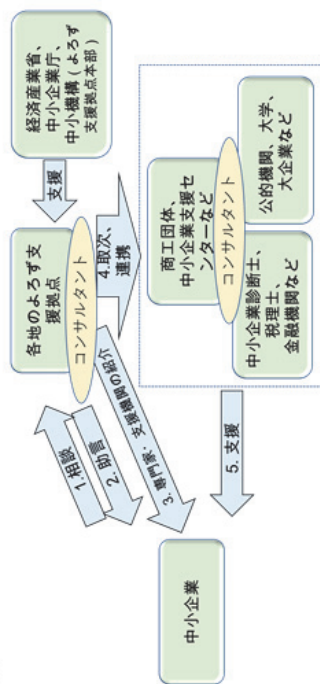 経済産業省、
中小企業庁、
中小機構(よろず
支援拠点本部)
支援
各地のよろず支
援拠点
コンサルタント
1.相談
2. 助言
3. 専門家・支援機関の紹介
4.取次、
連携
商工団体、
中小企業支援セ
ンターなど
コンサルタント
中小企業診断士、
税理士、
金融機関など
公的機関、大学、
大企業など
5. 支援
中小企業